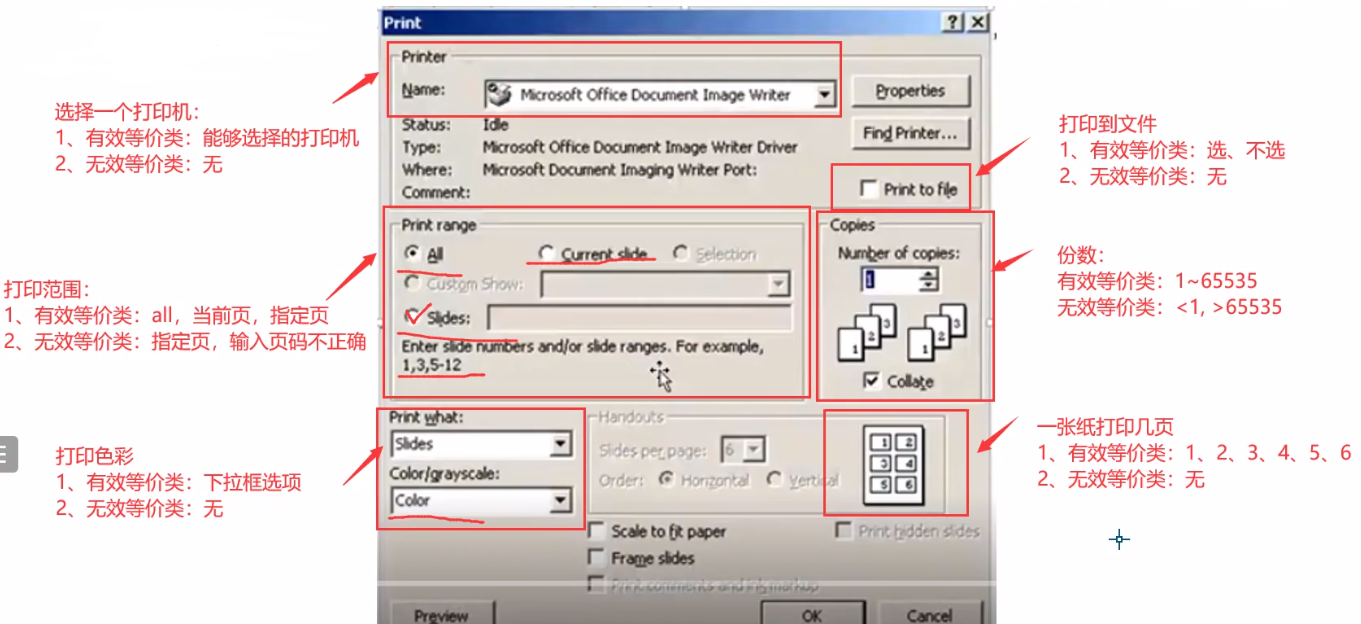 Print
Printer
Name:
Microsoft Office Document Image Writer
Properties
Status:
Idle
Find Printer...
Type:
Microsoft Office Document Image Writer Driver
Where:
Microsoft Document Imaging Writer Port:
Comment:
Print to file
选择一个打印机：
1、有效等价类：能够选择的打印机
2、无效等价类：无
打印到文件
1、有效等价类：选、不选
2、无效等价类：无
Print range
All
Current slide
Selection
Custom Show:
Slides:
Enter slide numbers and/or slide ranges. For example,
1,3,5-12
打印范围：
1、有效等价类：all，当前页，指定页
2、无效等价类：指定页，输入页码不正确
Copies
Number of copies:
1
1 2 3
1 2 3
Collate
份数：
有效等价类：1~65535
无效等价类：<1, >65535
Print what:
Slides
Color/grayscale:
Color
打印色彩
1、有效等价类：下拉框选项
2、无效等价类：无
Handouts
Slides per page:
6
Order:
Horizontal
Vertical
1 2
3 4
5 6
一张纸打印几页
1、有效等价类：1、2、3、4、5、6
2、无效等价类：无
Scale to fit paper
Print hidden slides
Frame slides
Print comments and ink markup
Preview
OK
Cancel